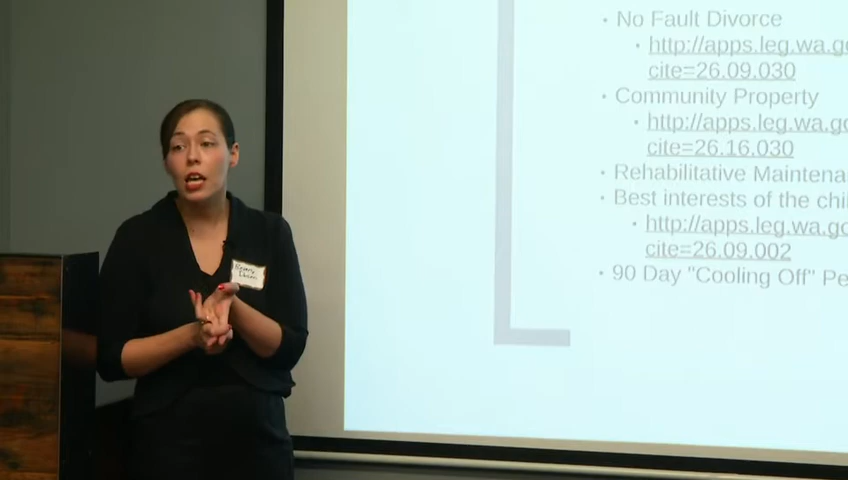 No Fault Divorce
http://apps.leg.wa.go
cite=26.09.030
Community Property
http://apps.leg.wa.go
cite=26.16.030
Rehabilitative Maintena
Best interests of the chi
http://apps.leg.wa.go
cite=26.09.002
90 Day "Cooling Off" Pe